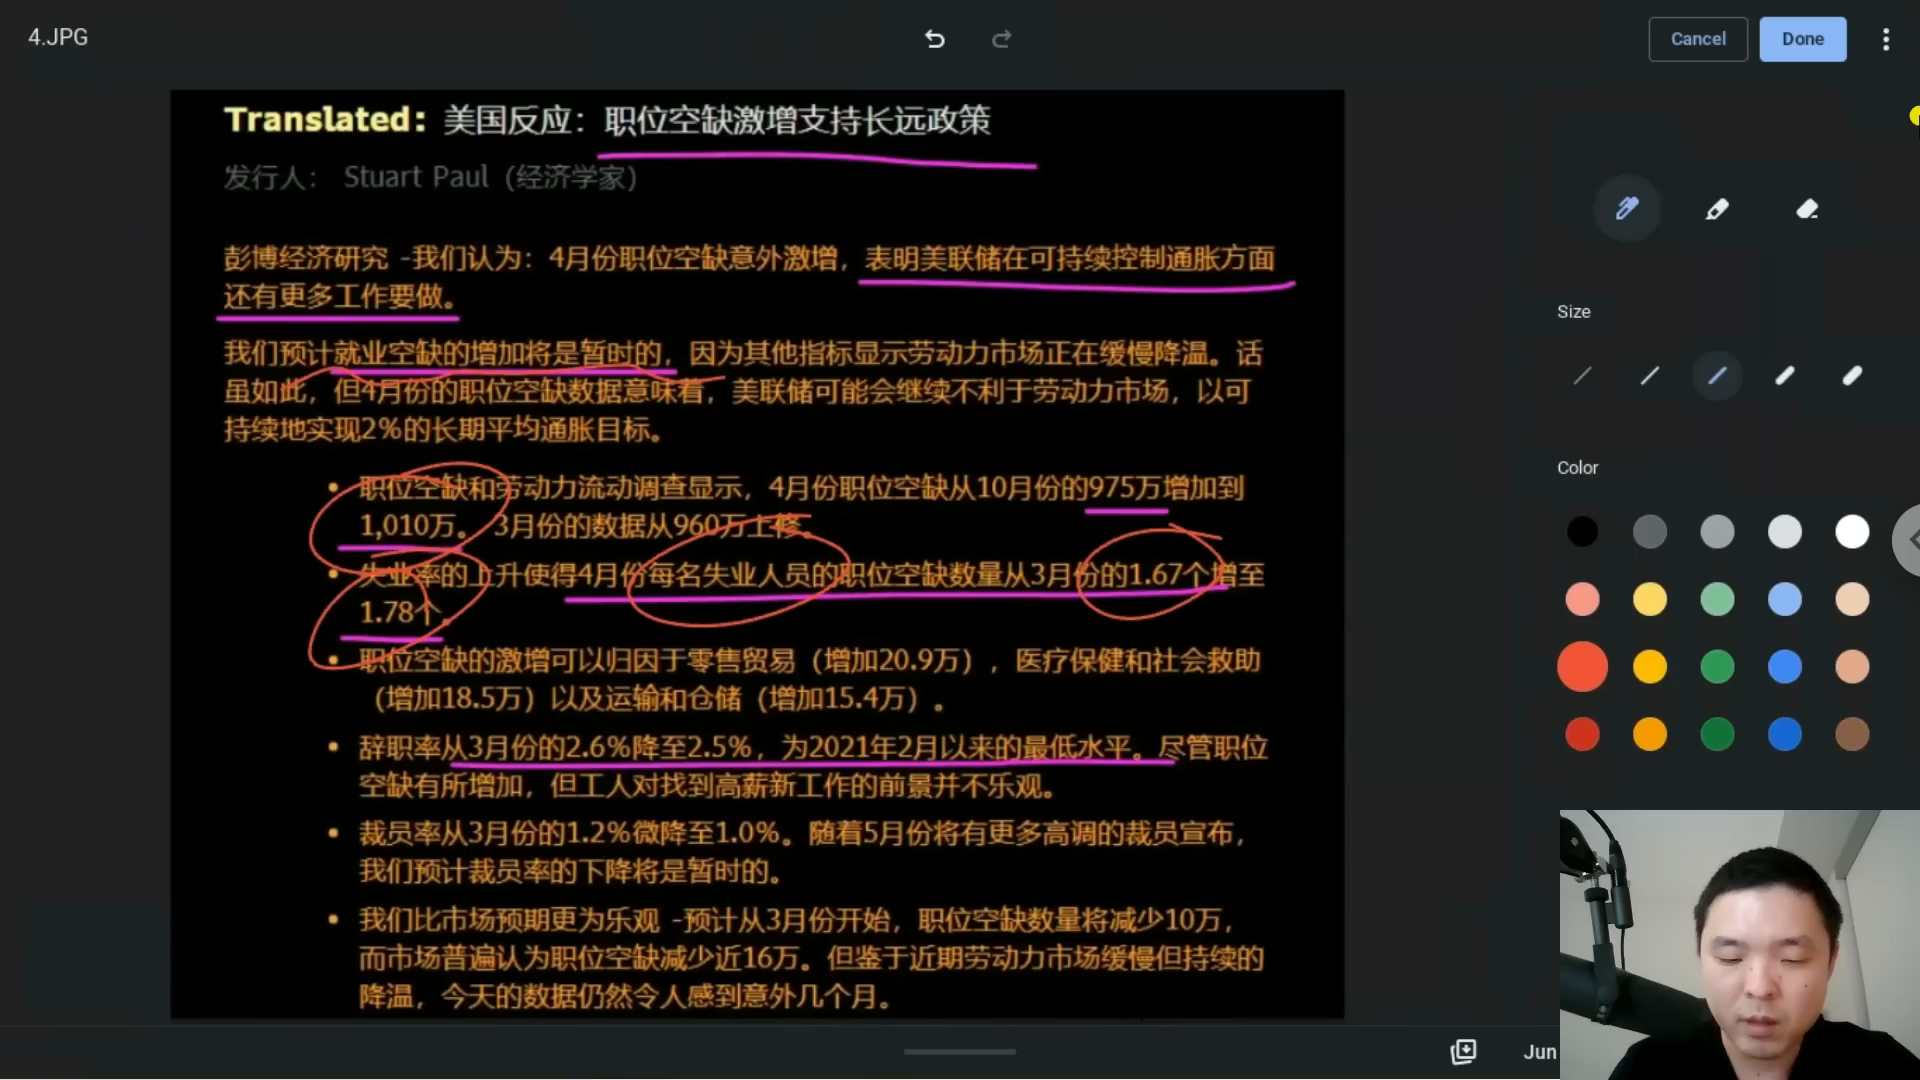 4.JPG
Cancel
Done
Translated: 美国反应：职位空缺激增支持长远政策
发行人： Stuart Paul（经济学家）
彭博经济研究 -我们认为：4月份职位空缺意外激增，表明美联储在可持续控制通胀方面
还有更多工作要做。
我们预计就业空缺的增加将是暂时的，因为其他指标显示劳动力市场正在缓慢降温。话
虽如此，但4月份的职位空缺数据意味着，美联储可能会继续不利于劳动力市场，以可
持续地实现2%的长期平均通胀目标。
• 职位空缺和劳动力流动调查显示，4月份职位空缺从10月份的975万增加到
1,010万。 3月份的数据从960万上修。
• 失业率的上升使得4月份每名失业人员的职位空缺数量从3月份的1.67个增至
1.78个。
• 职位空缺的激增可以归因于零售贸易（增加20.9万），医疗保健和社会救助
（增加18.5万）以及运输和仓储（增加15.4万）。
• 辞职率从3月份的2.6%降至2.5%，为2021年2月以来的最低水平。尽管职位
空缺有所增加，但工人对找到高薪新工作的前景并不乐观。
• 裁员率从3月份的1.2%微降至1.0%。随着5月份将有更多高调的裁员宣布，
我们预计裁员率的下降将是暂时的。
• 我们比市场预期更为乐观 -预计从3月份开始，职位空缺数量将减少10万，
而市场普遍认为职位空缺减少近16万。但鉴于近期劳动力市场缓慢但持续的
降温，今天的数据仍然令人感到意外几个月。
Size
Color
Jun